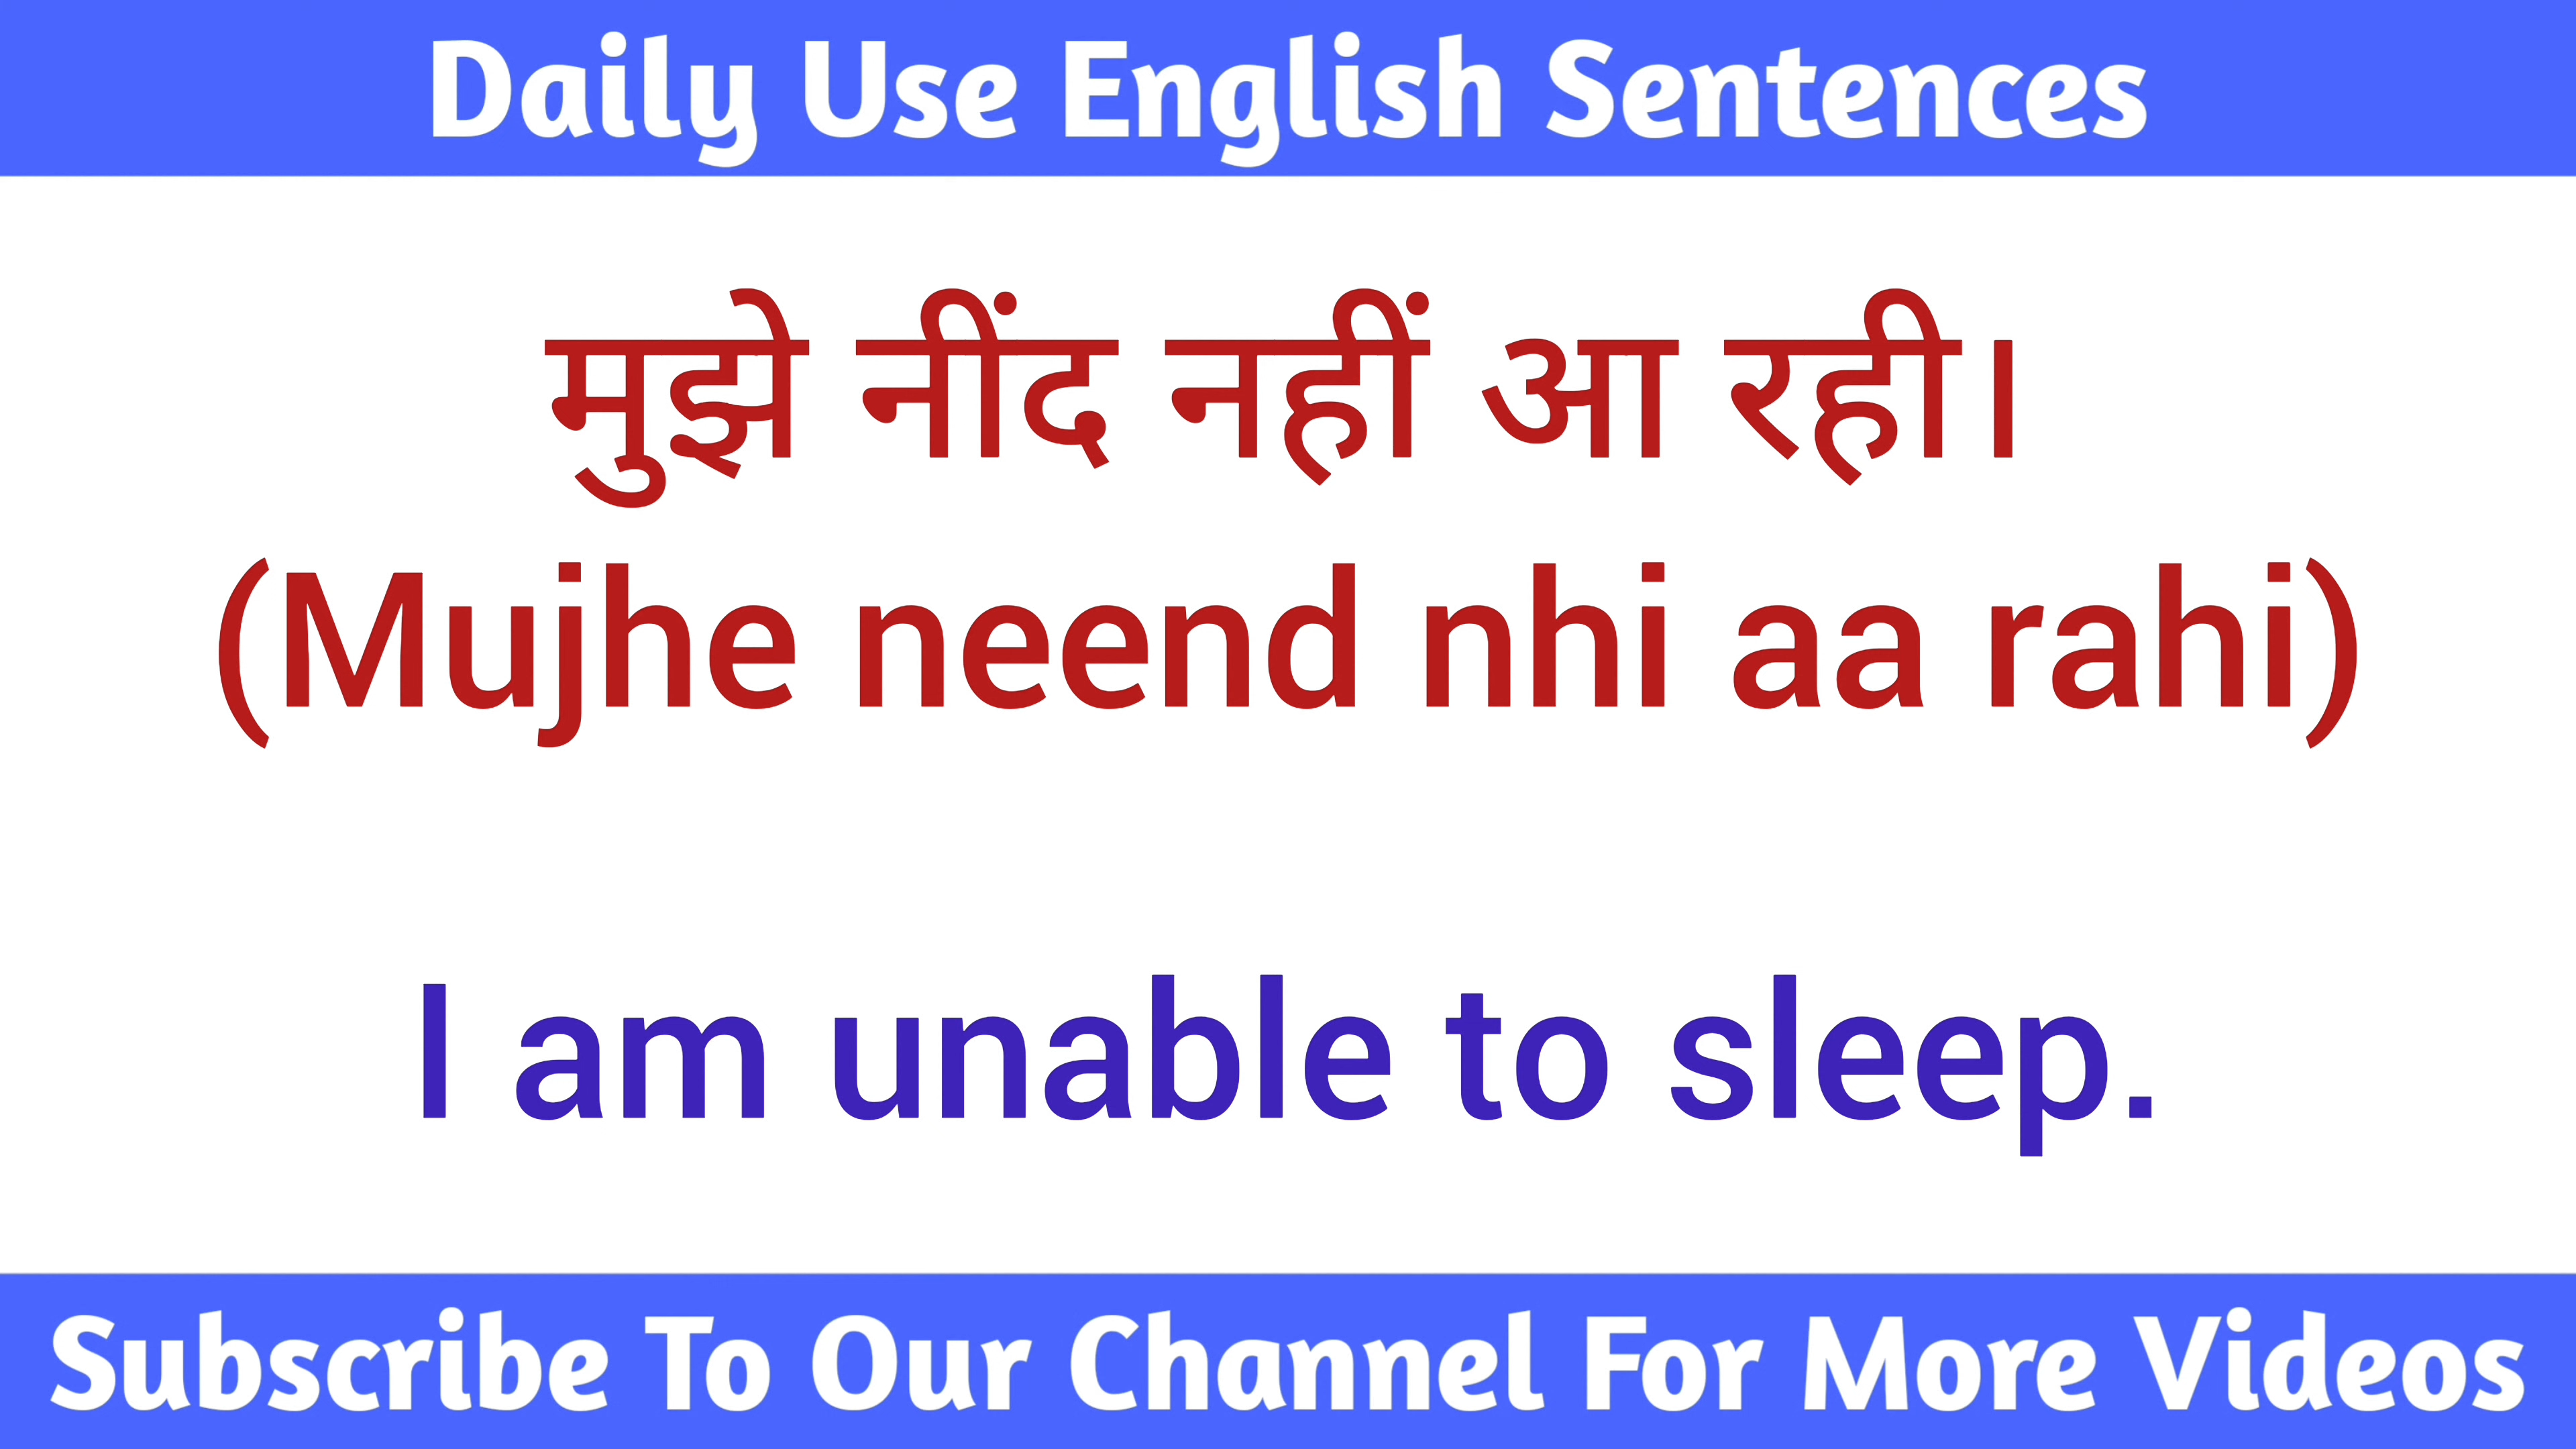 Daily Use English Sentences
मुझे नींद नहीं आ रही।
(Mujhe neend nhi aa rahi)
I am unable to sleep.
Subscribe To Our Channel For More Videos